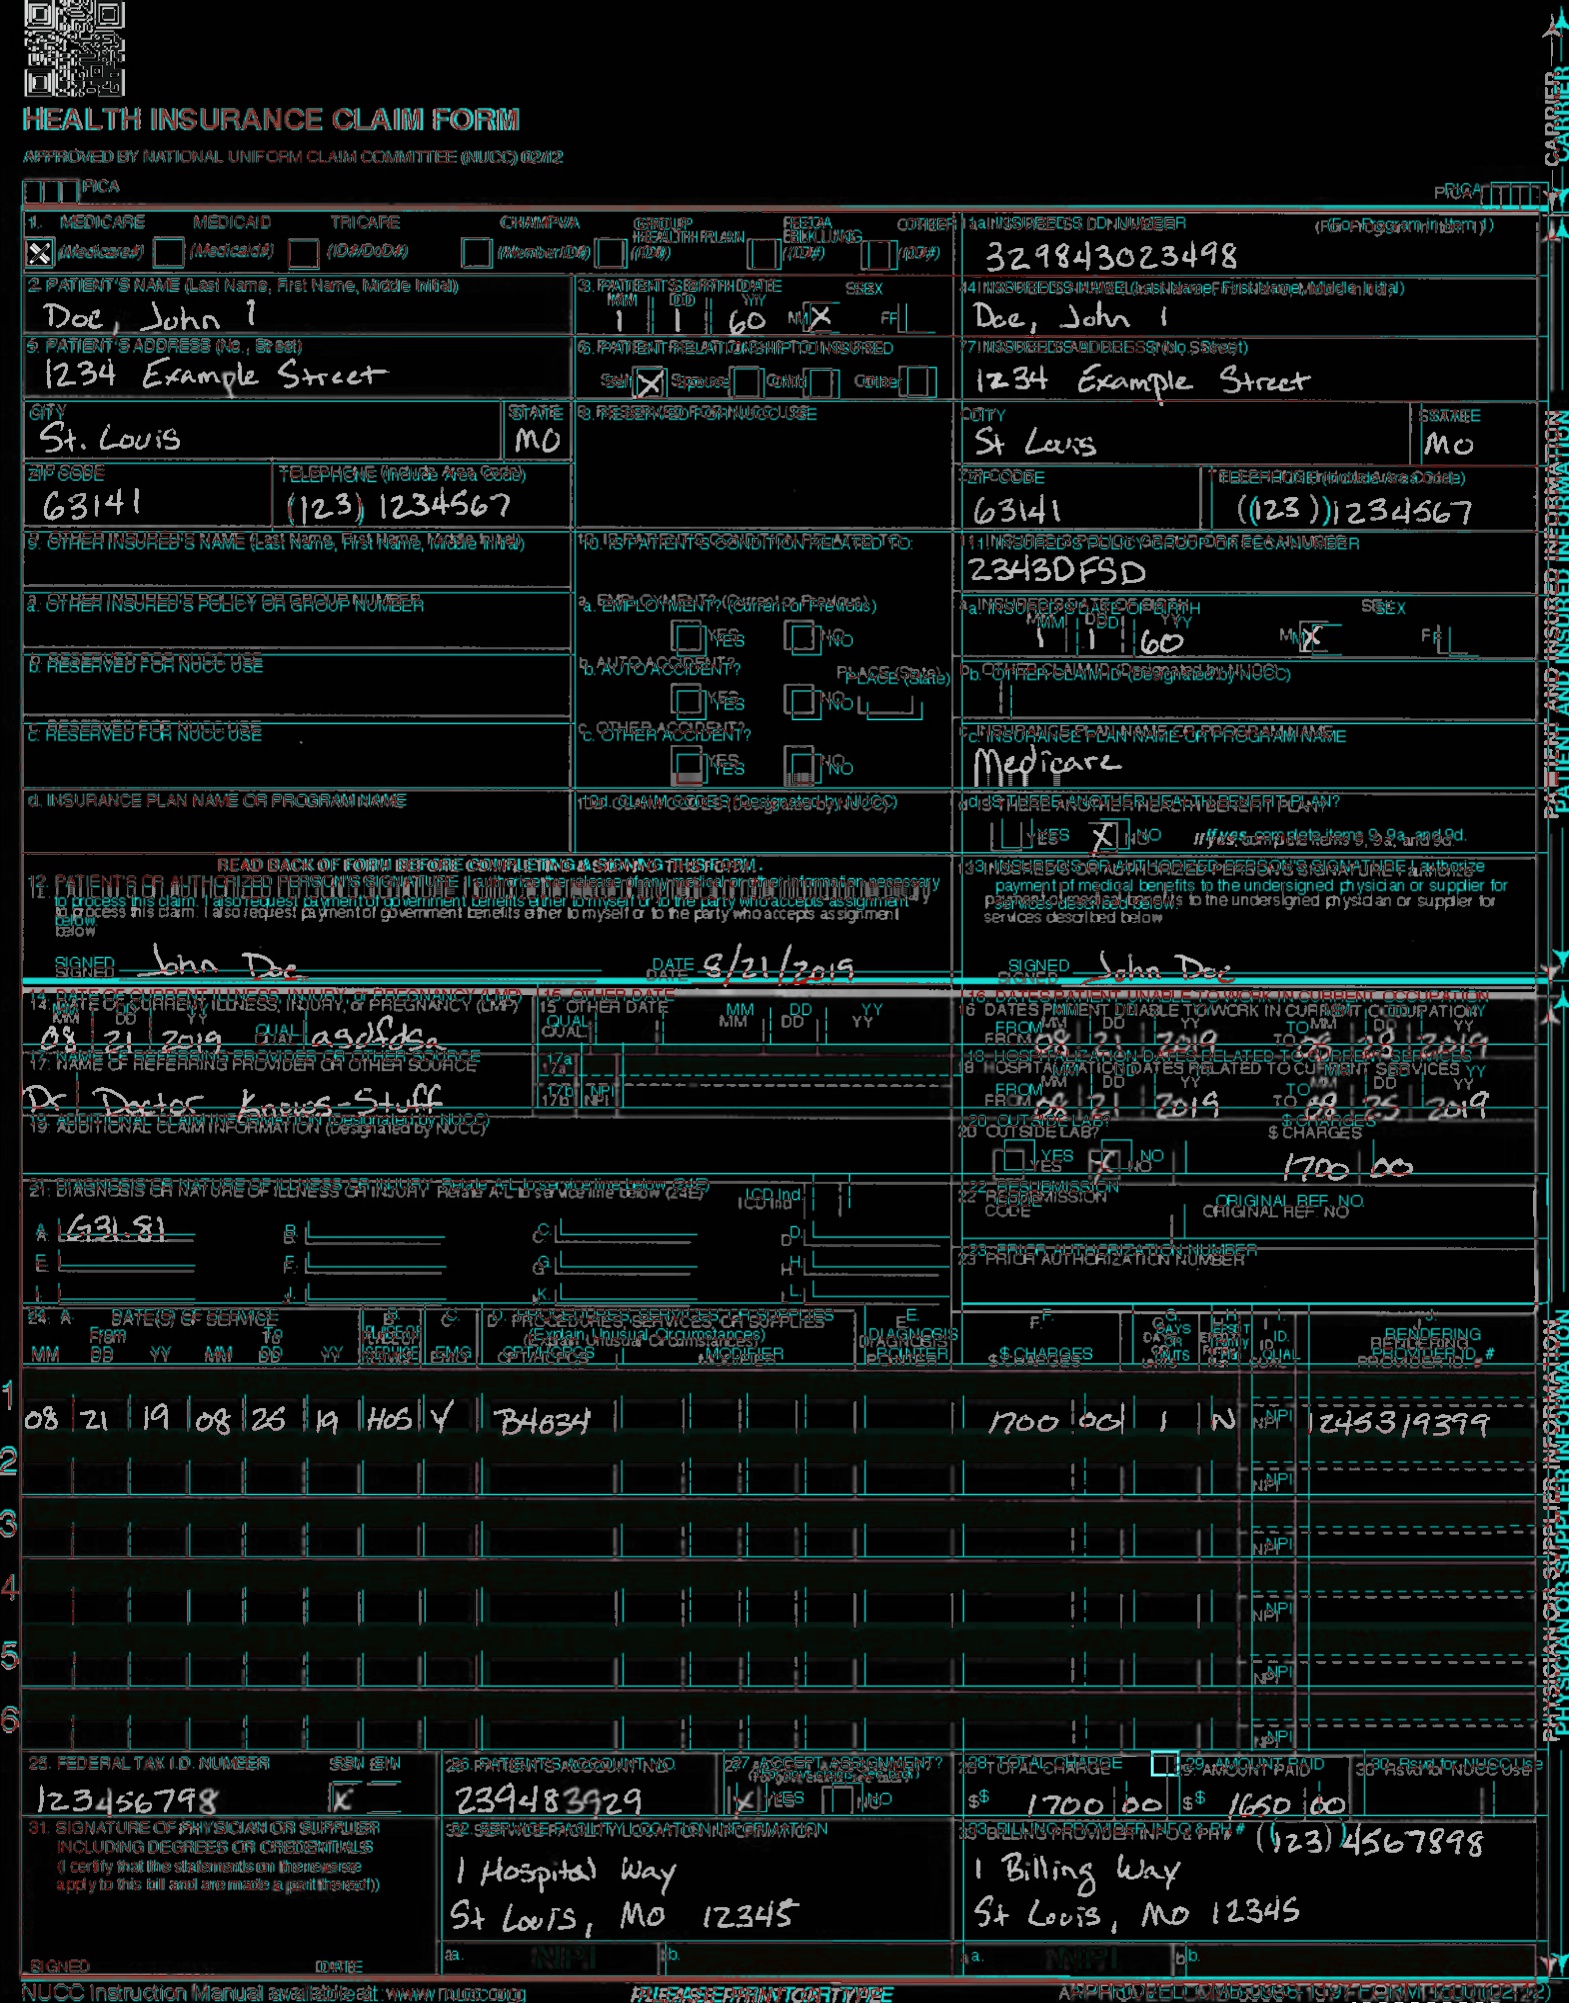 HEALTH INSURANCE CLAIM FORM
APPROVED BY NATIONAL UNIFORM CLAIM COMMITTEE (NUCC) 02/12
PICA PICA
CARRIER
1. MEDICARE MEDICAID TRICARE CHAMPVA GROUP HEALTH PLAN FECA BLK LUNG OTHER
(Medicare#) (Medicaid#) (ID#/DoD#) (Member ID#) (ID#) (ID#) (ID#)
1a. INSURED'S I.D. NUMBER (For Program in Item 1)
329843023498
2. PATIENT'S NAME (Last Name, First Name, Middle Initial)
Doe, John I
3. PATIENT'S BIRTH DATE SEX
MM DD YY
1 1 60 M X F
4. INSURED'S NAME (Last Name, First Name, Middle Initial)
Doe, John I
5. PATIENT'S ADDRESS (No., Street)
1234 Example Street
6. PATIENT RELATIONSHIP TO INSURED
Self X Spouse Child Other
7. INSURED'S ADDRESS (No., Street)
1234 Example Street
CITY STATE
St. Louis MO
8. RESERVED FOR NUCC USE
CITY STATE
St Louis MO
ZIP CODE TELEPHONE (Include Area Code)
63141 (123) 1234567
ZIP CODE TELEPHONE (Include Area Code)
63141 (123) 1234567
9. OTHER INSURED'S NAME (Last Name, First Name, Middle Initial)
10. IS PATIENT'S CONDITION RELATED TO:
11. INSURED'S POLICY GROUP OR FECA NUMBER
2343DFSD
a. OTHER INSURED'S POLICY OR GROUP NUMBER
a. EMPLOYMENT? (Current or Previous)
YES NO
a. INSURED'S DATE OF BIRTH SEX
MM DD YY
1 1 60 M X F
b. RESERVED FOR NUCC USE
b. AUTO ACCIDENT? PLACE (State)
YES NO
b. OTHER CLAIM ID (Designated by NUCC)
c. RESERVED FOR NUCC USE
c. OTHER ACCIDENT?
YES NO
c. INSURANCE PLAN NAME OR PROGRAM NAME
Medicare
d. INSURANCE PLAN NAME OR PROGRAM NAME
10d. CLAIM CODES (Designated by NUCC)
d. IS THERE ANOTHER HEALTH BENEFIT PLAN?
YES X NO If yes, complete items 9, 9a, and 9d.
PATIENT AND INSURED INFORMATION
READ BACK OF FORM BEFORE COMPLETING & SIGNING THIS FORM.
12. PATIENT'S OR AUTHORIZED PERSON'S SIGNATURE I authorize the release of any medical or other information necessary
to process this claim. I also request payment of government benefits either to myself or to the party who accepts assignment
below.
SIGNED John Doe DATE 8/21/2019
13. INSURED'S OR AUTHORIZED PERSON'S SIGNATURE I authorize
payment of medical benefits to the undersigned physician or supplier for
services described below.
SIGNED John Doe
14. DATE OF CURRENT ILLNESS, INJURY, or PREGNANCY (LMP)
MM DD YY
08 21 2019 QUAL. asdfdsa
15. OTHER DATE
QUAL. MM DD YY
16. DATES PATIENT UNABLE TO WORK IN CURRENT OCCUPATION
MM DD YY MM DD YY
FROM 08 21 2019 TO 2019
17. NAME OF REFERRING PROVIDER OR OTHER SOURCE
Dr Doctor Knows-Stuff
17a.
17b. NPI
18. HOSPITALIZATION DATES RELATED TO CURRENT SERVICES
MM DD YY MM DD YY
FROM 08 21 2019 TO 08 25 2019
19. ADDITIONAL CLAIM INFORMATION (Designated by NUCC)
20. OUTSIDE LAB? $ CHARGES
YES X NO 1700 00
21. DIAGNOSIS OR NATURE OF ILLNESS OR INJURY Relate A-L to service line below (24E) ICD Ind.
A. G31.81 B. C. D.
E. F. G. H.
I. J. K. L.
22. RESUBMISSION CODE ORIGINAL REF. NO.
23. PRIOR AUTHORIZATION NUMBER
24. A. DATE(S) OF SERVICE B. C. D. PROCEDURES, SERVICES, OR SUPPLIES E. F. G. H. I. J.
From To PLACE OF SERVICE EMG (Explain Unusual Circumstances) DIAGNOSIS POINTER $ CHARGES DAYS OR UNITS ID. QUAL. RENDERING PROVIDER ID. #
MM DD YY MM DD YY CPT/HCPCS MODIFIER
1
08 21 19 08 25 19 HOS Y B4034 1700 00 1 N NPI 1245319399
2 NPI
3 NPI
4 NPI
5 NPI
6 NPI
PHYSICIAN OR SUPPLIER INFORMATION
25. FEDERAL TAX I.D. NUMBER SSN EIN
123456798 X
26. PATIENT'S ACCOUNT NO.
239483929
27. ACCEPT ASSIGNMENT?
X YES NO
28. TOTAL CHARGE
$ 1700 00
29. AMOUNT PAID
$ 1650 00
30. Rsvd for NUCC Use
31. SIGNATURE OF PHYSICIAN OR SUPPLIER
INCLUDING DEGREES OR CREDENTIALS
(I certify that the statements on the reverse
apply to this bill and are made a part thereof.)
SIGNED DATE
32. SERVICE FACILITY LOCATION INFORMATION
1 Hospital Way
St Louis, MO 12345
a. NPI b.
33. BILLING PROVIDER INFO & PH # (123) 4567898
1 Billing Way
St Louis, MO 12345
a. NPI b.
NUCC Instruction Manual available at: www.nucc.org PLEASE PRINT OR TYPE